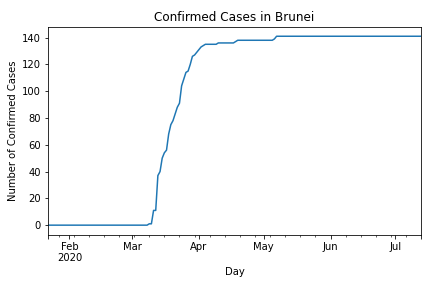 Confirmed Cases in Brunei
Number of Confirmed Cases
140
120
100
80
60
40
20
0
Feb Mar Apr May Jun Jul
2020
Day